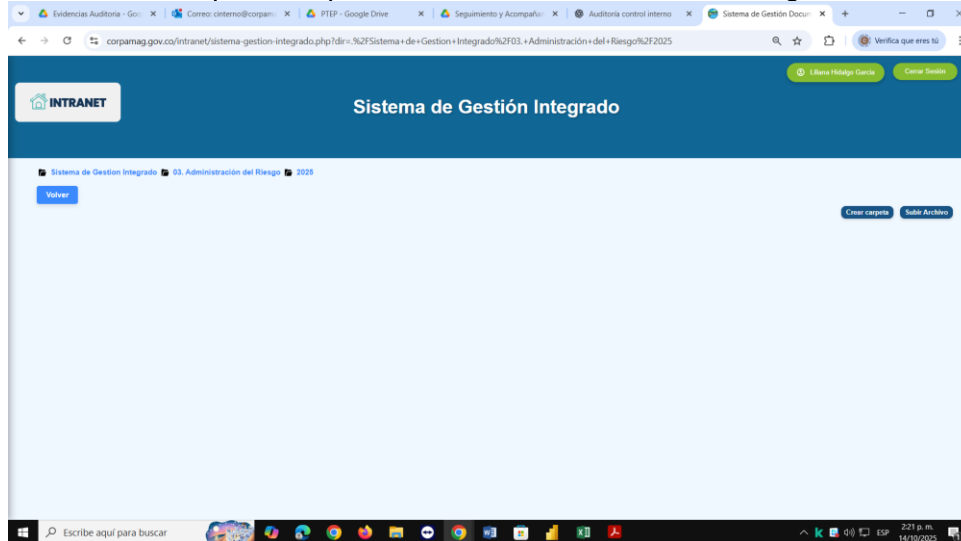 Evidencias Auditoria - Goo
Correo: cinterno@corpam
PTEP - Google Drive
Seguimiento y Acompañar
Auditoría control interno
Sistema de Gestión Docum
corpamag.gov.co/intranet/sistema-gestion-integrado.php?dir=.%2FSistema+de+Gestion+Integrado%2F03.+Administración+del+Riesgo%2F2025
Verifica que eres tú
Liliana Hidalgo Garcia
Cerrar Sesión
INTRANET
Sistema de Gestión Integrado
Sistema de Gestion Integrado 03. Administración del Riesgo 2025
Volver
Crear carpeta
Subir Archivo
Escribe aquí para buscar
ESP
2:21 p. m.
14/10/2025